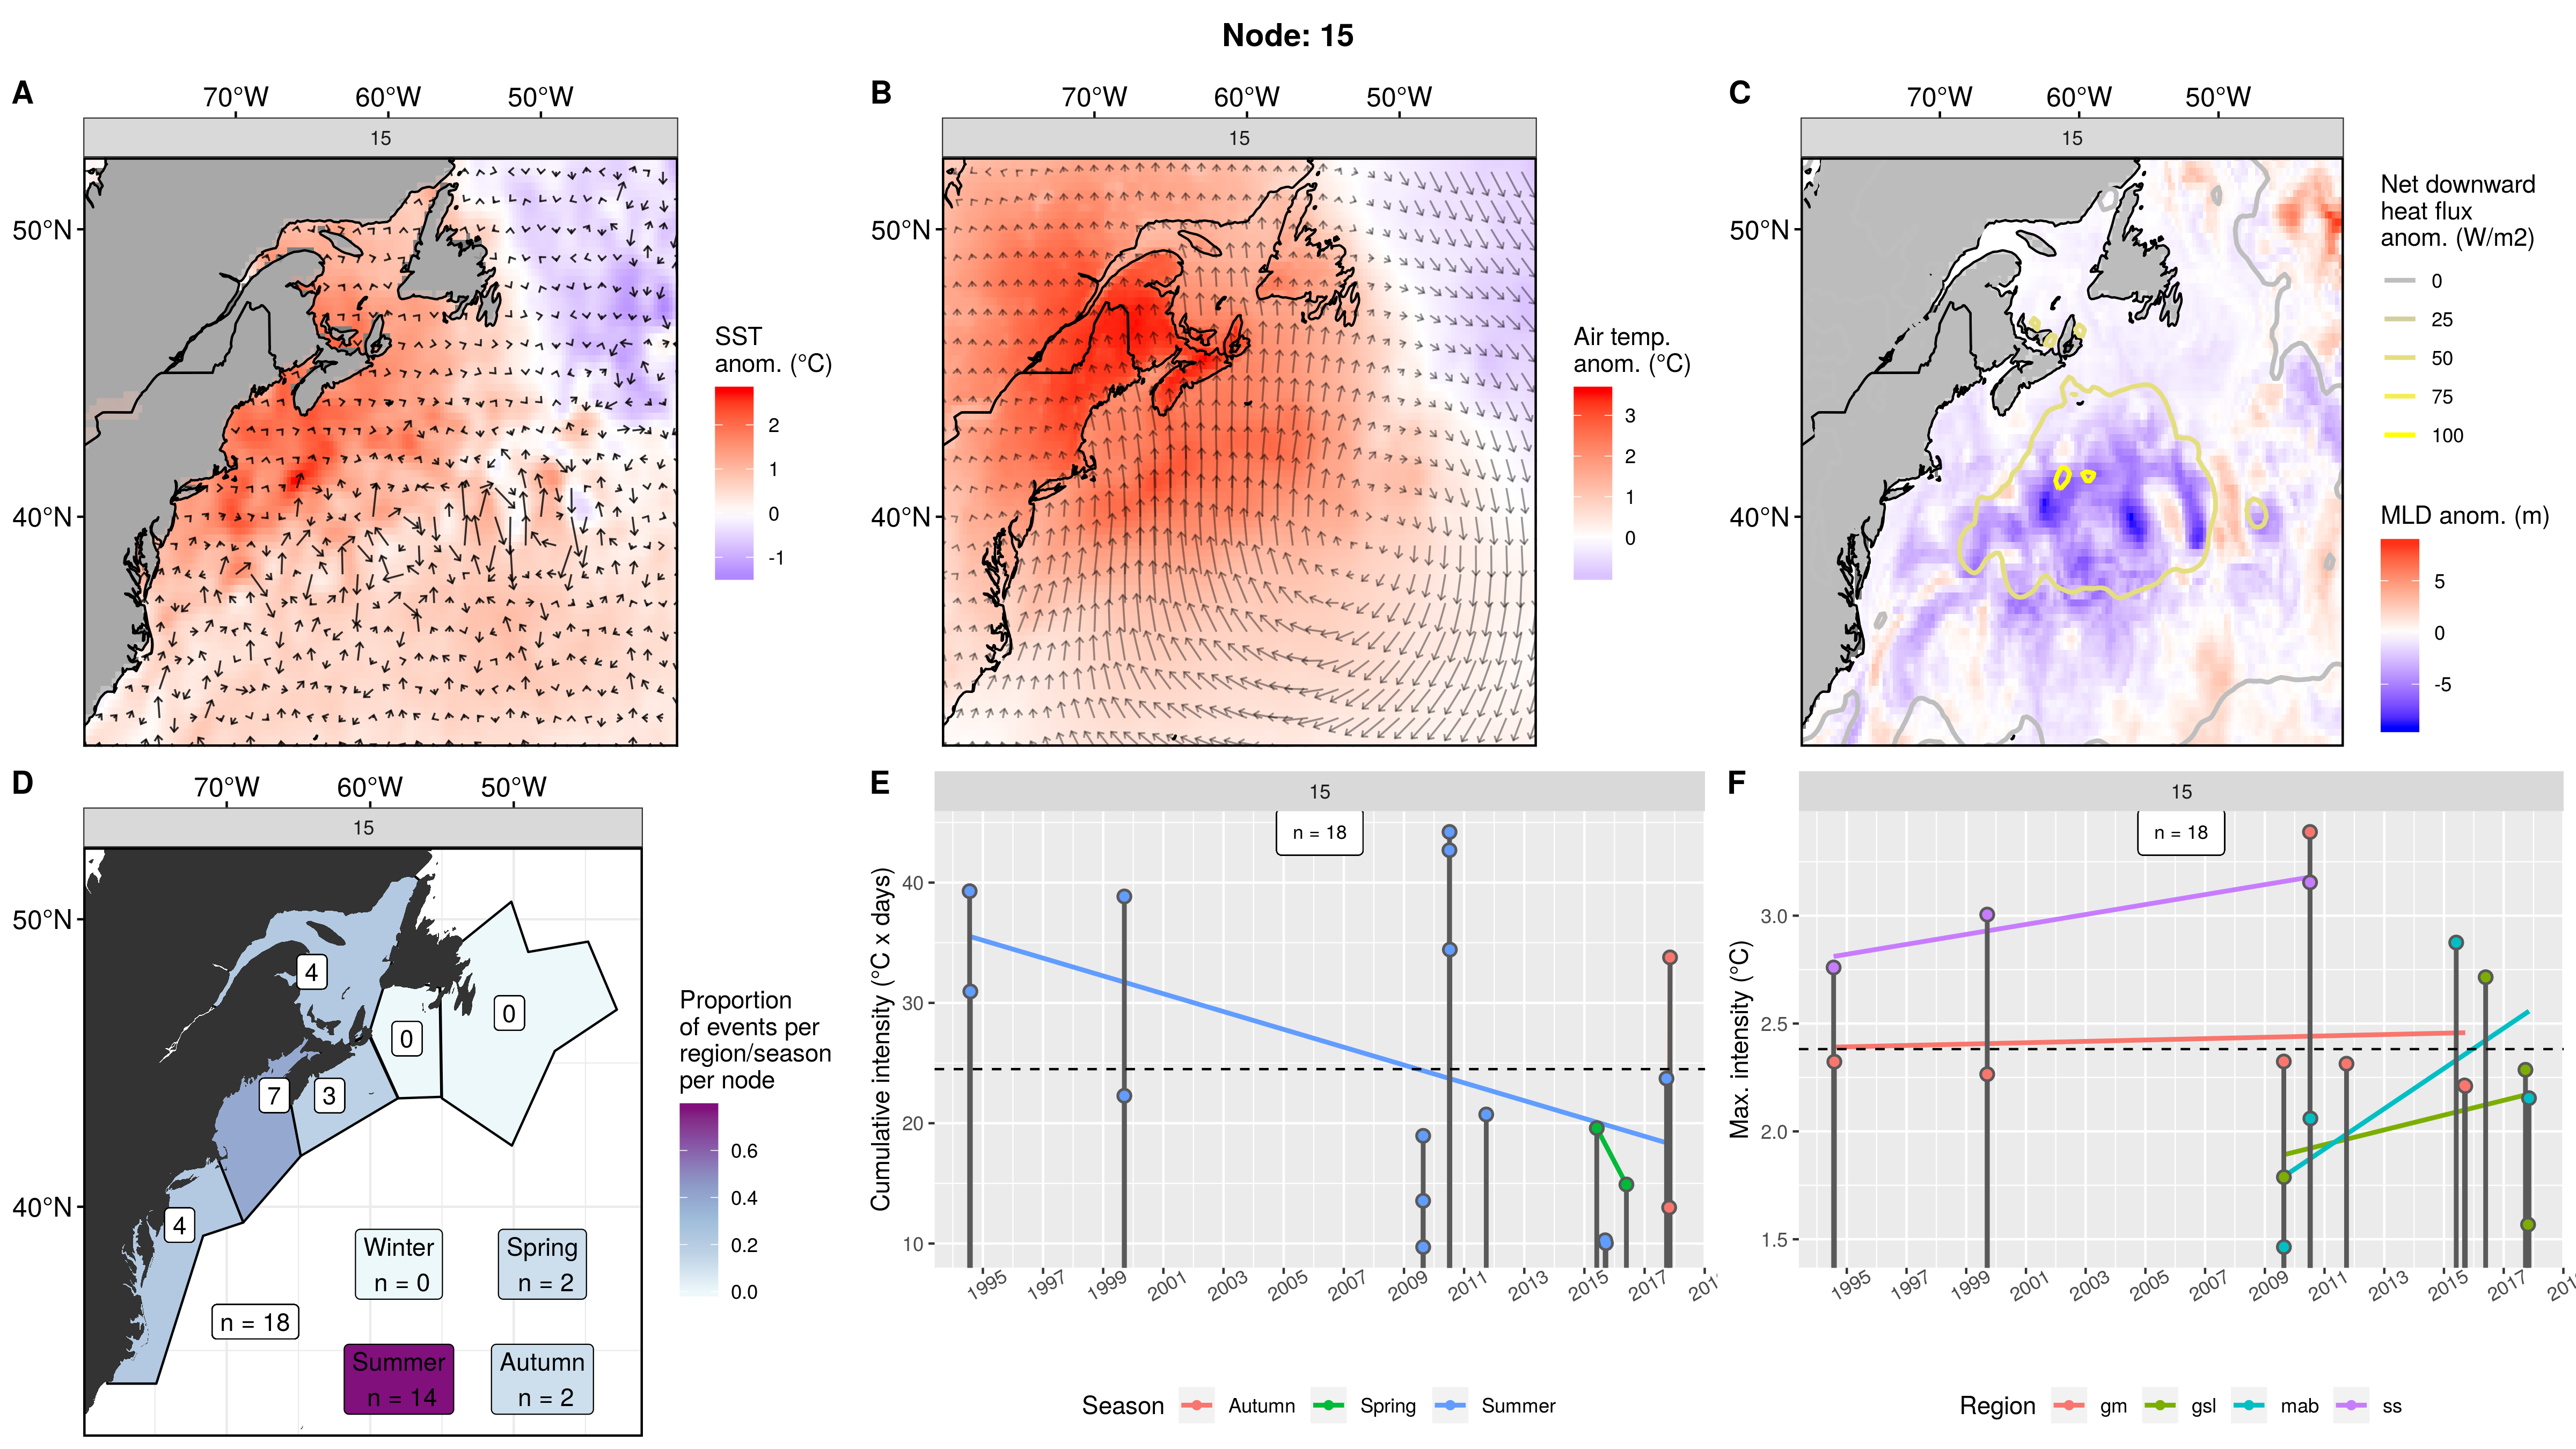 Node: 15
A
70°W 60°W 50°W
15
50°N
40°N
SST
anom. (°C)
2
1
0
-1
B
70°W 60°W 50°W
15
50°N
40°N
Air temp.
anom. (°C)
3
2
1
0
C
70°W 60°W 50°W
15
50°N
40°N
Net downward
heat flux
anom. (W/m2)
0
25
50
75
100
MLD anom. (m)
5
0
-5
D
70°W 60°W 50°W
15
50°N
40°N
4
0
0
7
3
4
n = 18
Winter
n = 0
Spring
n = 2
Summer
n = 14
Autumn
n = 2
Proportion
of events per
region/season
per node
0.6
0.4
0.2
0.0
E
15
n = 18
Cumulative intensity (°C x days)
40
30
20
10
1995 1997 1999 2001 2003 2005 2007 2009 2011 2013 2015 2017 201
Season Autumn Spring Summer
F
15
n = 18
Max. intensity (°C)
3.0
2.5
2.0
1.5
1995 1997 1999 2001 2003 2005 2007 2009 2011 2013 2015 2017 201
Region gm gsl mab ss